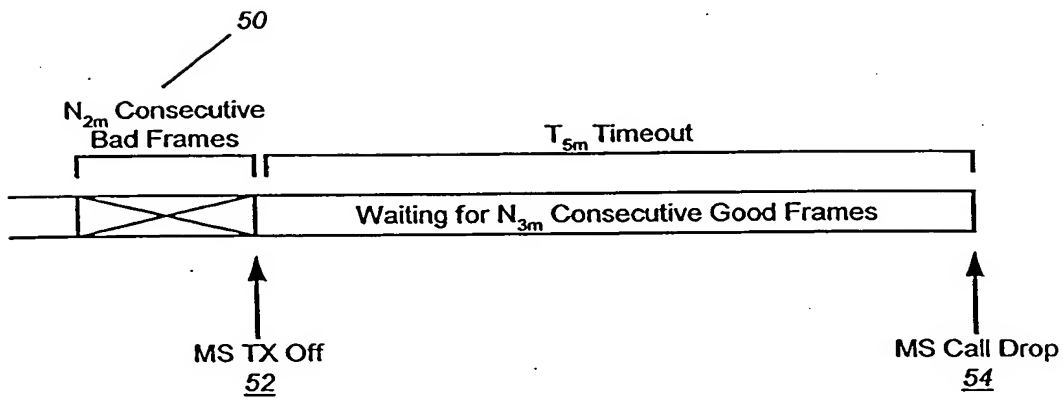 50
N2m Consecutive
Bad Frames
T5m Timeout
Waiting for N3m Consecutive Good Frames
MS TX Off
52
MS Call Drop
54